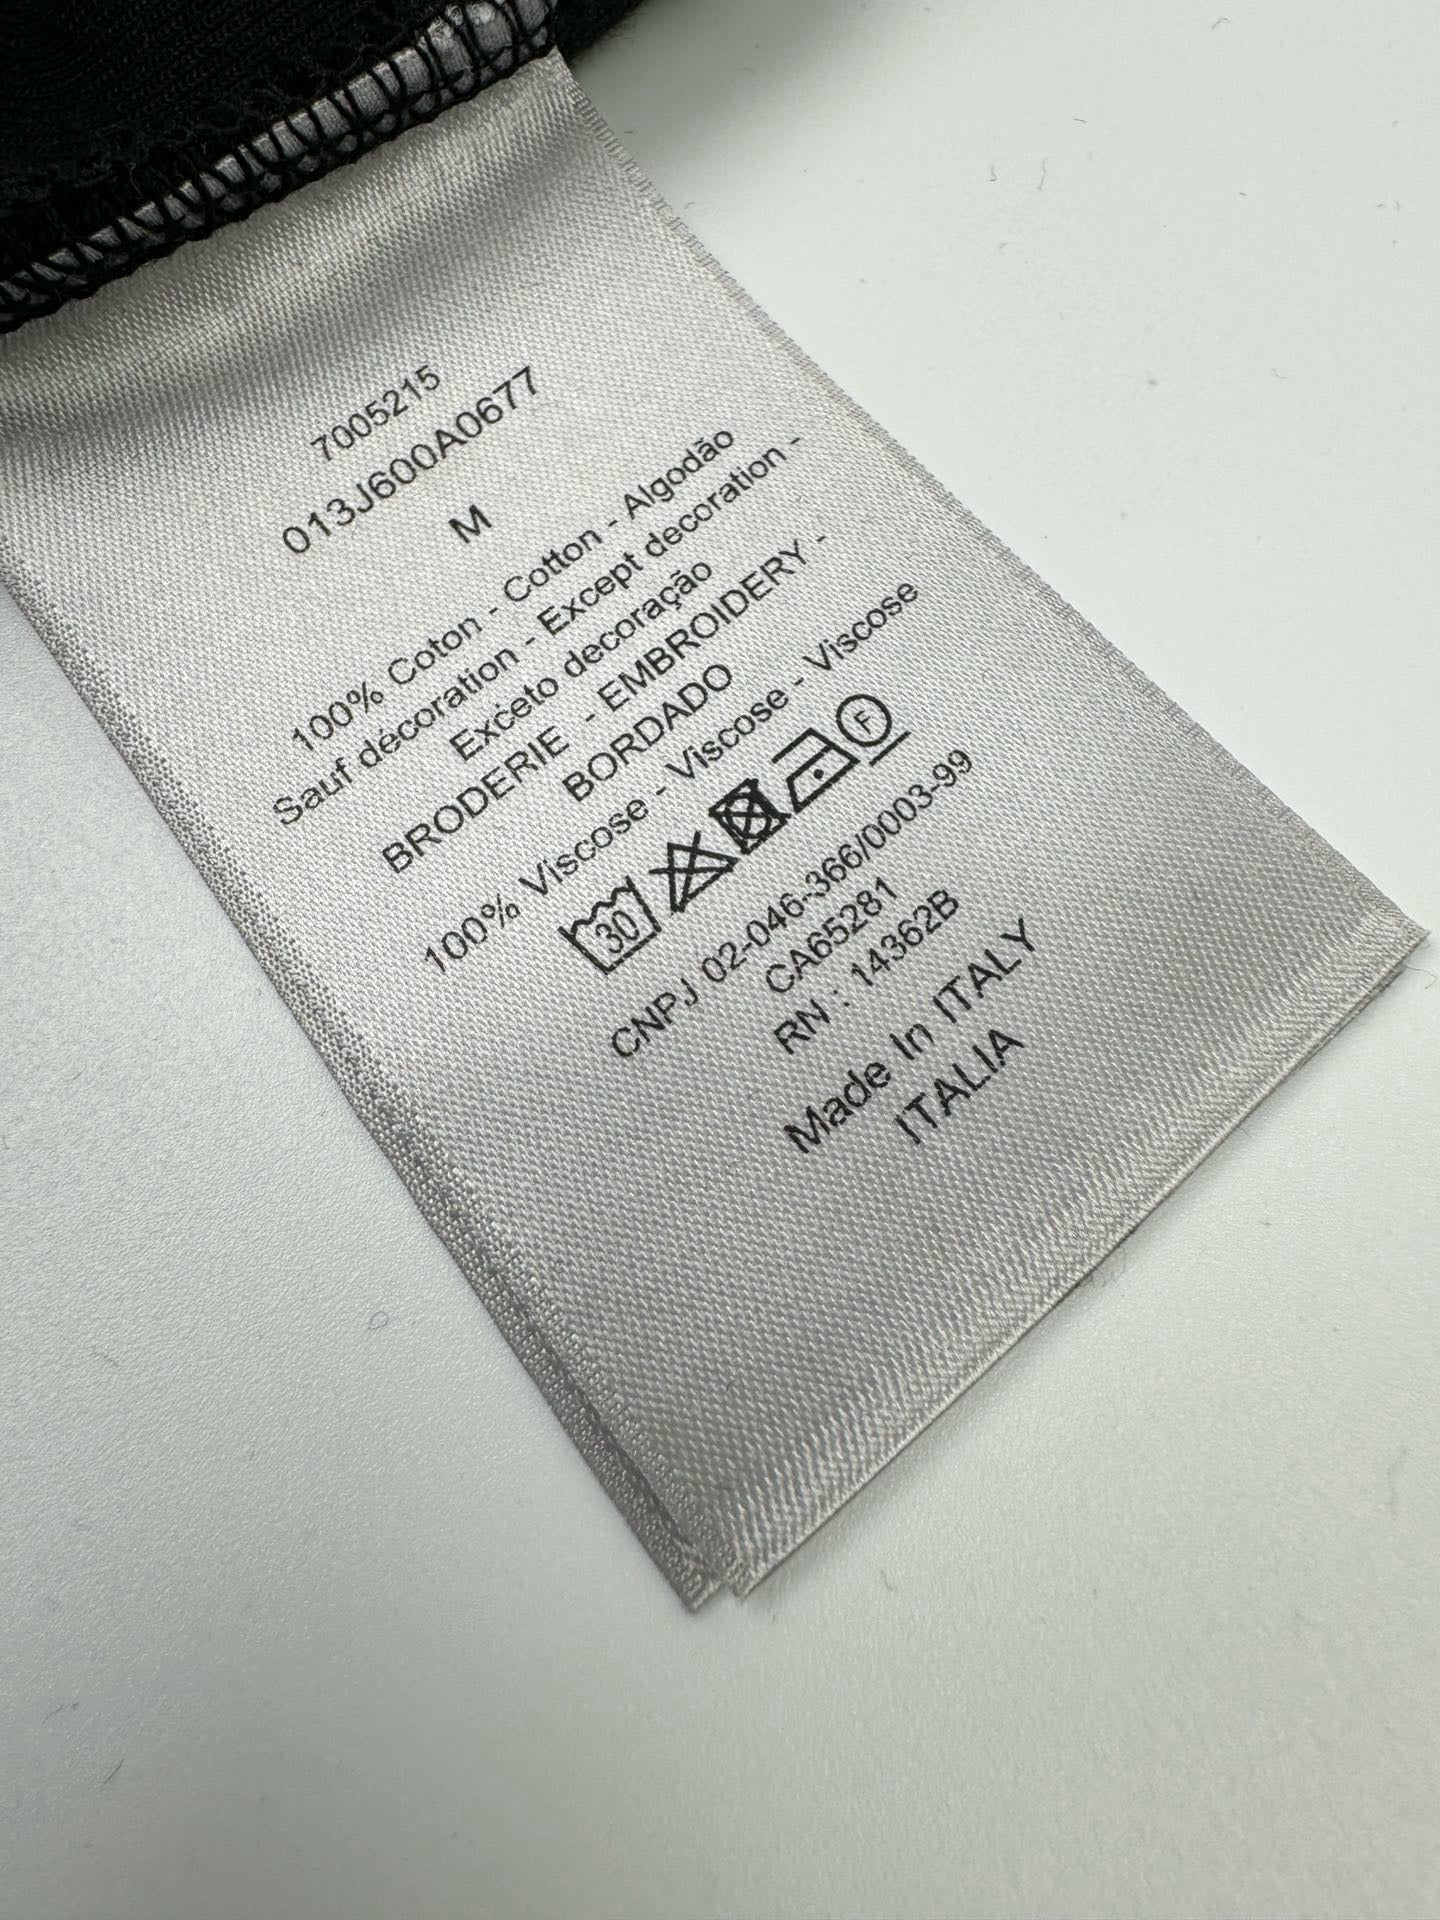 7005215
013J600A0677
M
100% Coton - Cotton - Algodão
Sauf décoration - Except decoration -
Exceto decoração
BRODERIE - EMBROIDERY -
BORDADO
100% Viscose - Viscose - Viscose
30 F
CNPJ 02-046-366/0003-99
CA65281
RN : 14362B
Made In ITALY
ITALIA